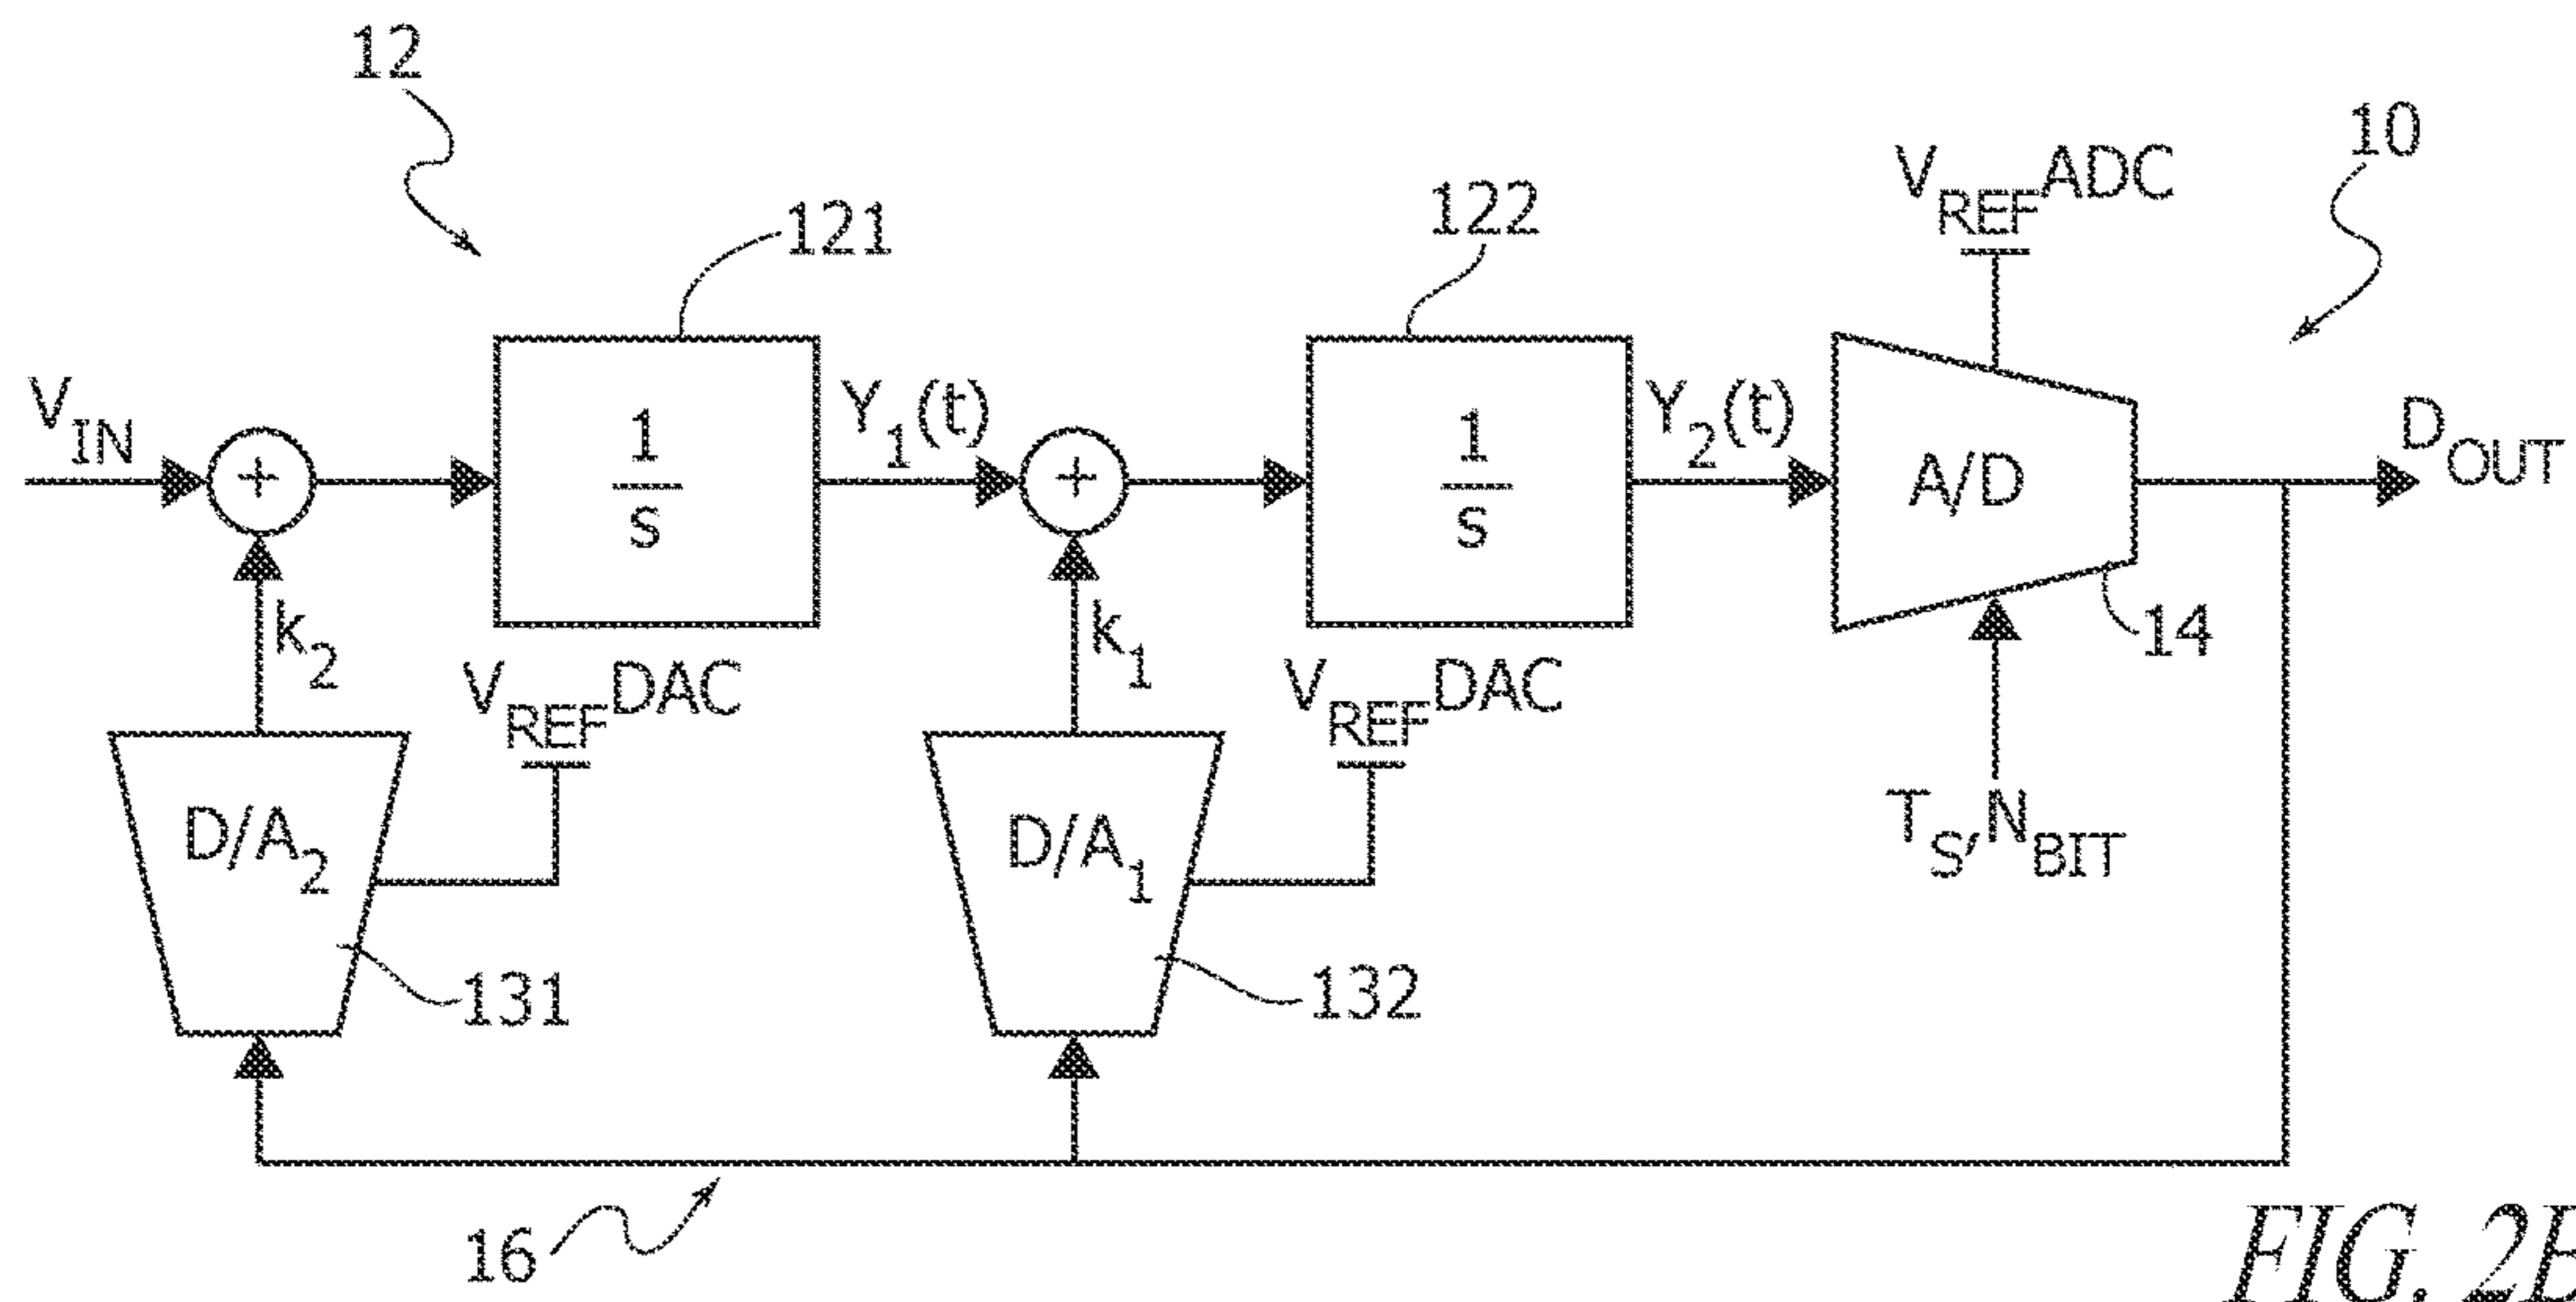 12
10
121
122
V_REF ADC
V_IN
+
1/s
Y_1(t)
+
1/s
Y_2(t)
A/D
D_OUT
k_2
k_1
14
V_REF DAC
V_REF DAC
D/A_2
D/A_1
T_S, N_BIT
131
132
16
FIG. 2B